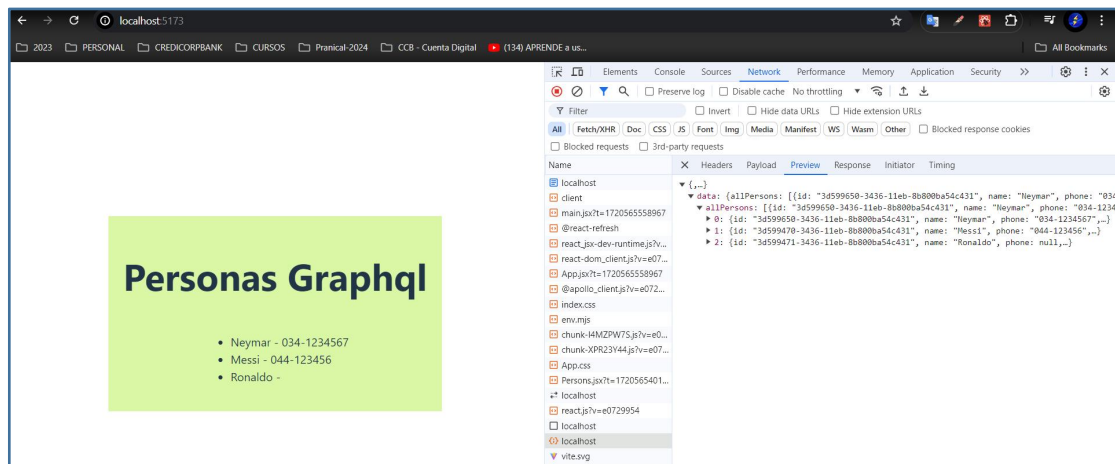 localhost:5173
2023 PERSONAL CREDICORPBANK CURSOS Pranical-2024 CCB - Cuenta Digital (134) APRENDE a us... All Bookmarks
Elements Console Sources Network Performance Memory Application Security
Preserve log Disable cache No throttling
Filter Invert Hide data URLs Hide extension URLs
All Fetch/XHR Doc CSS JS Font Img Media Manifest WS Wasm Other Blocked response cookies
Blocked requests 3rd-party requests
Name Headers Payload Preview Response Initiator Timing
localhost
client
main.jsx?t=1720565558967
@react-refresh
react_jsx-dev-runtime.js?v...
react-dom_client.js?v=e07...
App.jsx?t=1720565558967
@apollo_client.js?v=e072...
index.css
env.mjs
chunk-I4MZPW7S.js?v=e0...
chunk-XPR23Y44.js?v=e07...
App.css
Persons.jsx?t=1720565401...
localhost
react.js?v=e0729954
localhost
localhost
vite.svg
{,…}
data: {allPersons: [{id: "3d599650-3436-11eb-8b800ba54c431", name: "Neymar", phone: "034
allPersons: [{id: "3d599650-3436-11eb-8b800ba54c431", name: "Neymar", phone: "034-1234
0: {id: "3d599650-3436-11eb-8b800ba54c431", name: "Neymar", phone: "034-1234567",…}
1: {id: "3d599470-3436-11eb-8b800ba54c431", name: "Messi", phone: "044-123456",…}
2: {id: "3d599471-3436-11eb-8b800ba54c431", name: "Ronaldo", phone: null,…}
Personas Graphql
• Neymar - 034-1234567
• Messi - 044-123456
• Ronaldo -